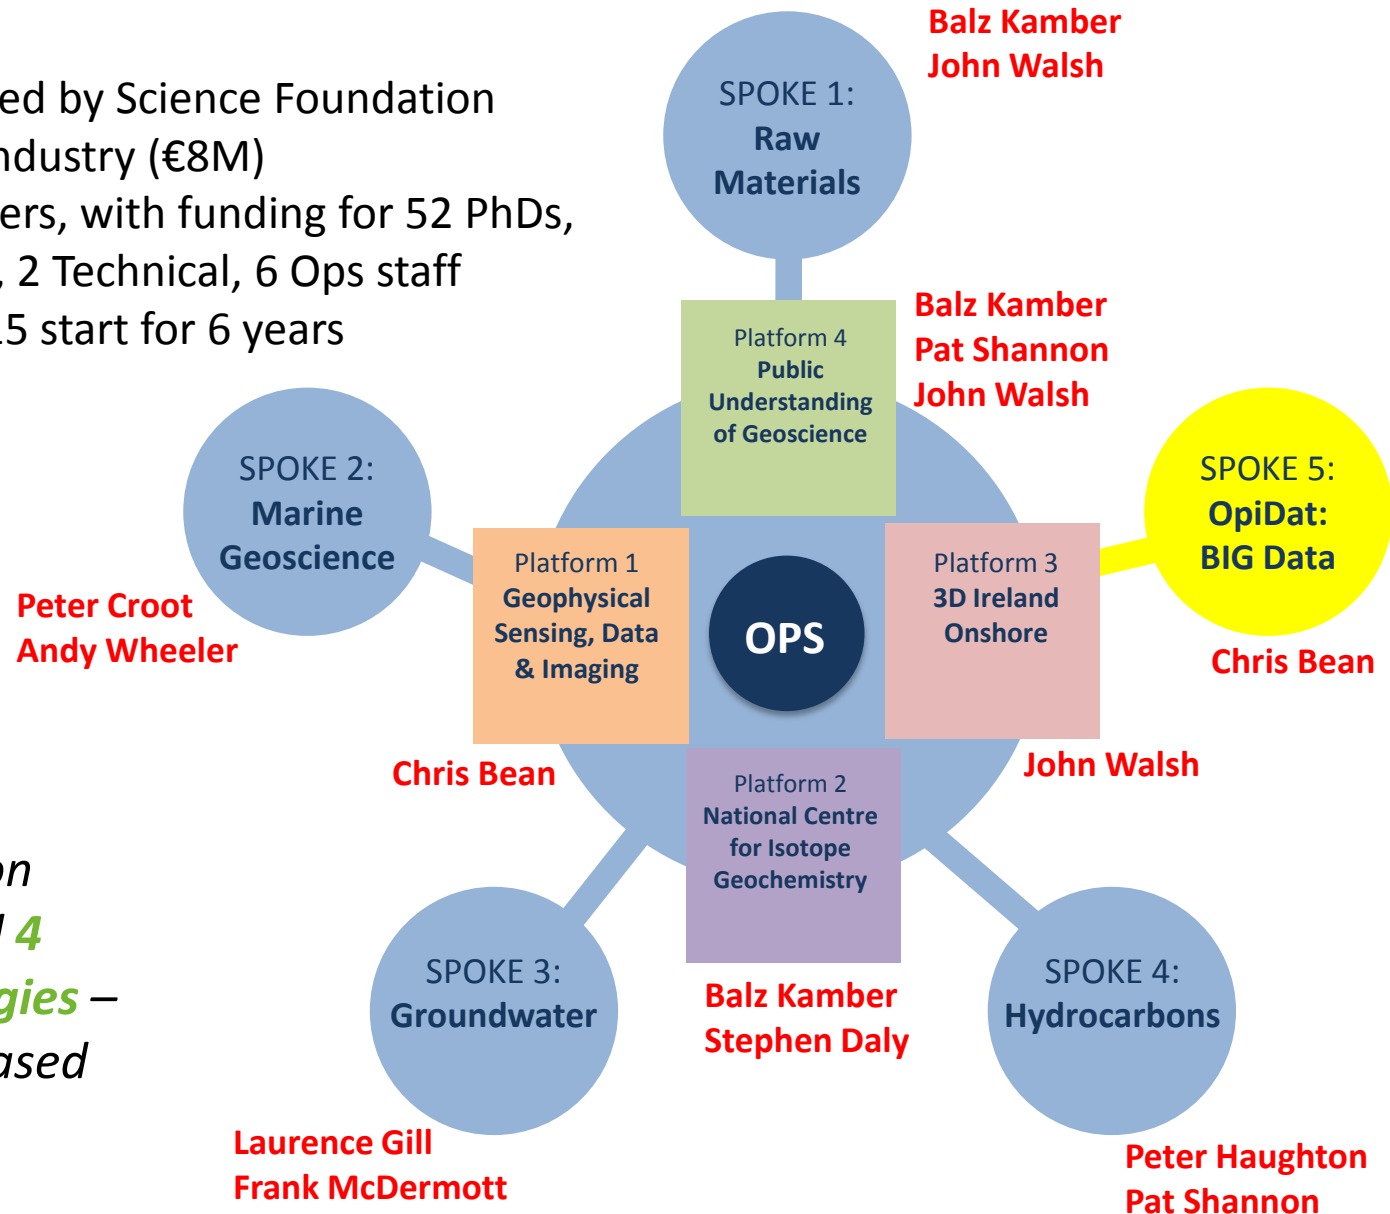 Balz Kamber
John Walsh
ed by Science Foundation
ndustry (€8M)
ers, with funding for 52 PhDs,
, 2 Technical, 6 Ops staff
15 start for 6 years
SPOKE 1:
Raw
Materials
Balz Kamber
Pat Shannon
John Walsh
Platform 4
Public
Understanding
of Geoscience
SPOKE 2:
Marine
Geoscience
Peter Croot
Andy Wheeler
SPOKE 5:
OpiDat:
BIG Data
Chris Bean
Platform 1
Geophysical
Sensing, Data
& Imaging
Chris Bean
OPS
Platform 3
3D Ireland
Onshore
John Walsh
Platform 2
National Centre
for Isotope
Geochemistry
Balz Kamber
Stephen Daly
on
4
gies –
ased
SPOKE 3:
Groundwater
Laurence Gill
Frank McDermott
SPOKE 4:
Hydrocarbons
Peter Haughton
Pat Shannon